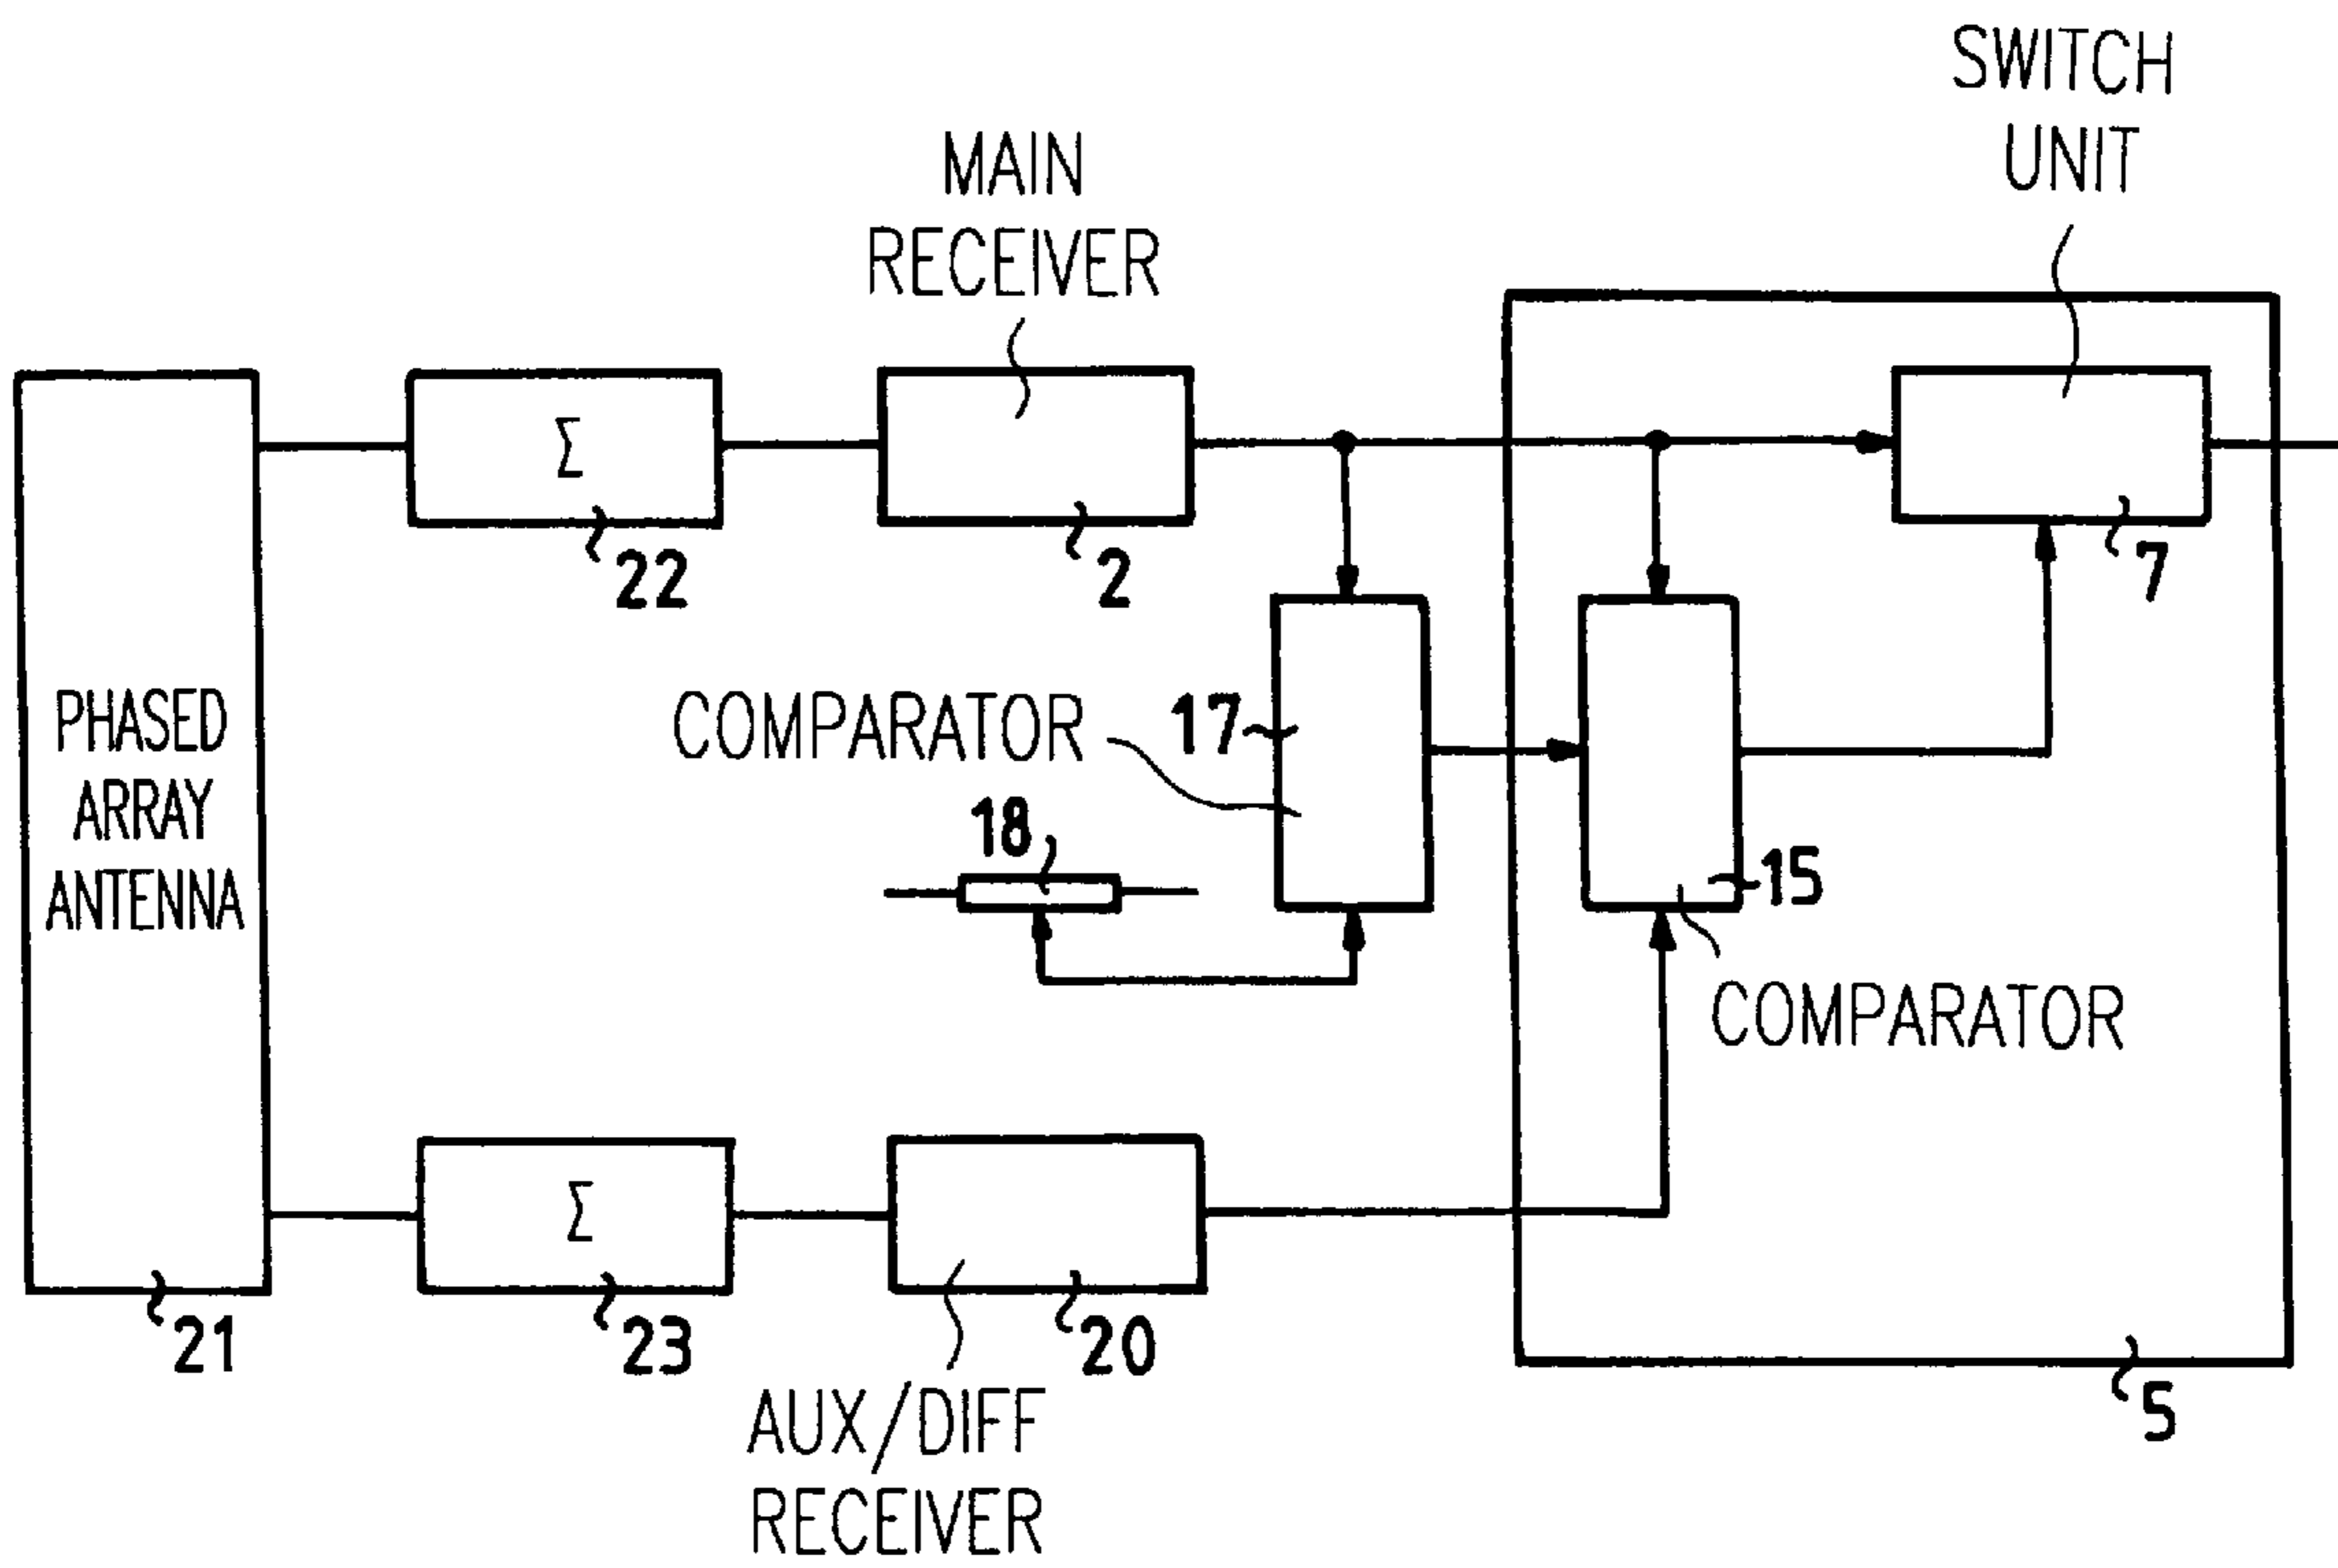 SWITCH
UNIT
MAIN
RECEIVER
Σ
22
2
7
PHASED
ARRAY
ANTENNA
COMPARATOR
17
18
15
COMPARATOR
Σ
21
23
20
5
AUX/DIFF
RECEIVER